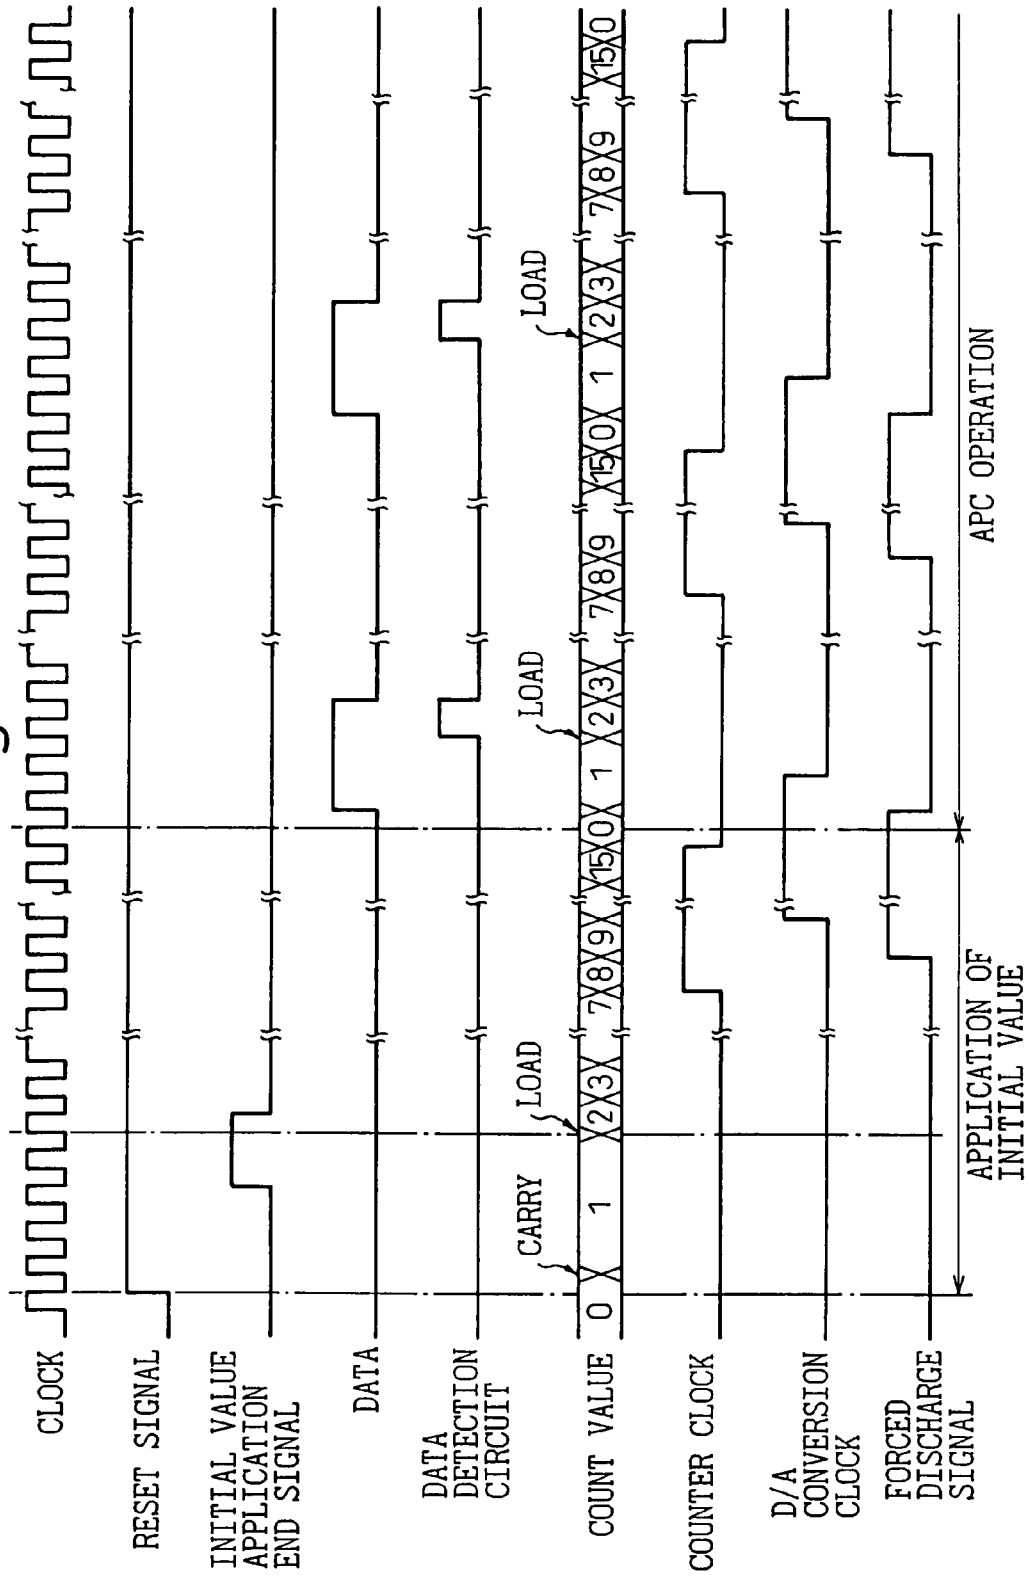 CLOCK
RESET SIGNAL
INITIAL VALUE
APPLICATION
END SIGNAL
DATA
DATA
DETECTION
CIRCUIT
CARRY
LOAD
LOAD
LOAD
COUNT VALUE
0 1 2 3 7 8 9 15 0 1 2 3 7 8 9 15 0 1 2 3 7 8 9 15 0
COUNTER CLOCK
D/A
CONVERSION
CLOCK
FORCED
DISCHARGE
SIGNAL
APPLICATION OF
INITIAL VALUE
APC OPERATION